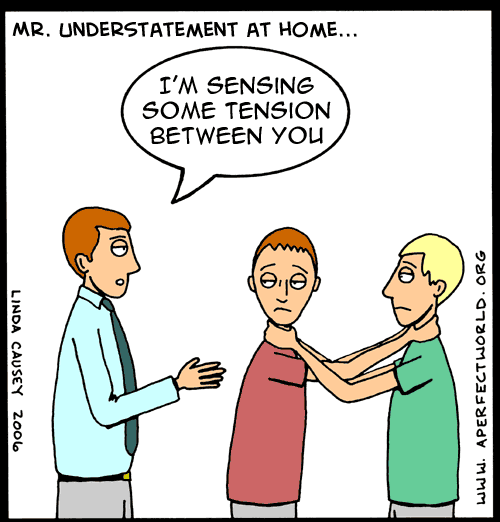 MR. UNDERSTATEMENT AT HOME...
I'M SENSING
SOME TENSION
BETWEEN YOU
LINDA CAUSEY 2006
WWW. APERFECTWORLD. ORG